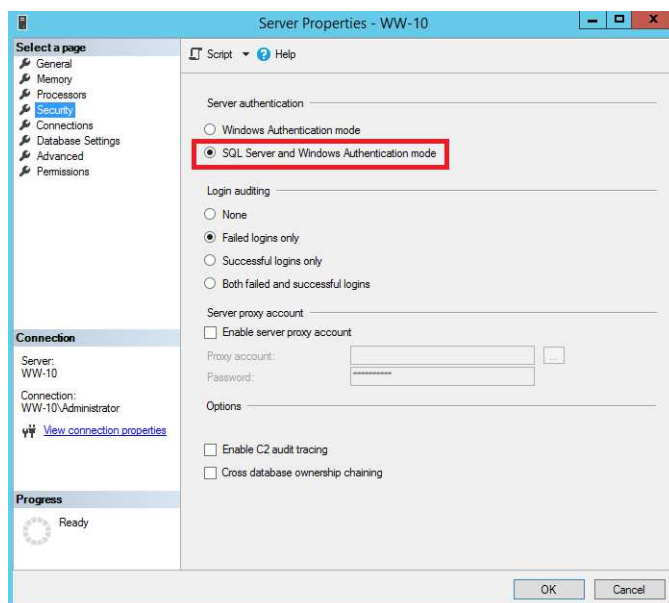 Server Properties - WW-10
Select a page
General
Memory
Processors
Security
Connections
Database Settings
Advanced
Permissions
Script
Help
Server authentication
Windows Authentication mode
SQL Server and Windows Authentication mode
Login auditing
None
Failed logins only
Successful logins only
Both failed and successful logins
Server proxy account
Enable server proxy account
Proxy account:
...
Password:
**********
Options
Enable C2 audit tracing
Cross database ownership chaining
Connection
Server:
WW-10
Connection:
WW-10\Administrator
View connection properties
Progress
Ready
OK
Cancel